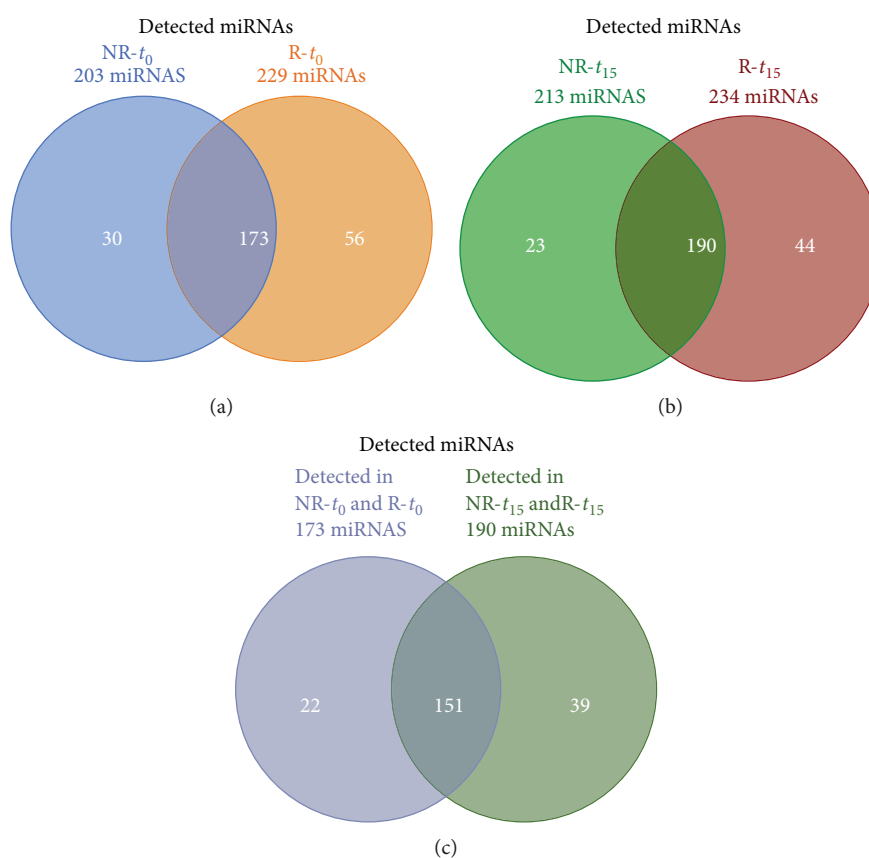 Detected miRNAs
NR-t₀
203 miRNAS
R-t₀
229 miRNAs
30
173
56
(a)
Detected miRNAs
NR-t₁₅
213 miRNAS
R-t₁₅
234 miRNAs
23
190
44
(b)
Detected miRNAs
Detected in
NR-t₀ and R-t₀
173 miRNAS
Detected in
NR-t₁₅ andR-t₁₅
190 miRNAs
22
151
39
(c)